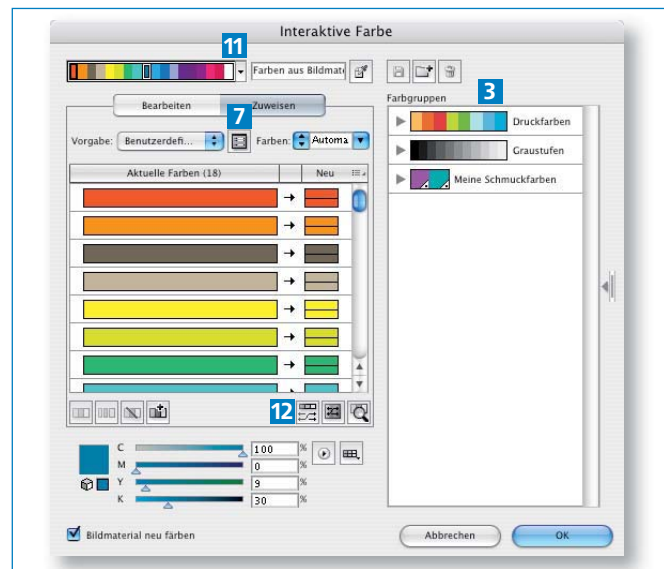 Interaktive Farbe
11
Farben aus Bildmat
3
Farbgruppen
Bearbeiten
Zuweisen
7
Vorgabe: Benutzerdefi...
Farben: Automa
Druckfarben
Graustufen
Meine Schmuckfarben
Aktuelle Farben (18)
Neu
12
C 100 %
M 0 %
Y 9 %
K 30 %
Bildmaterial neu färben
Abbrechen
OK